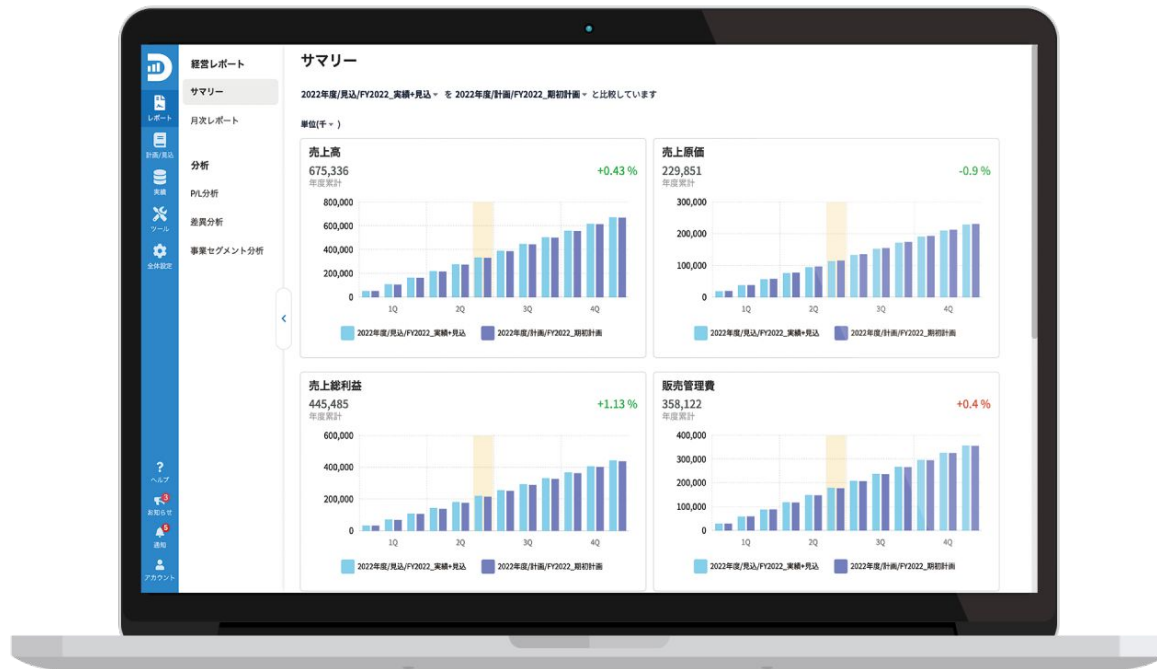 レポート
計画/見込
実績
ツール
全体設定
?
ヘルプ
3
お知らせ
5
通知
アカウント
経営レポート
サマリー
月次レポート
分析
P/L分析
差異分析
事業セグメント分析
サマリー
2022年度/見込/FY2022_実績+見込 を 2022年度/計画/FY2022_期初計画 と比較しています
単位(千 )
売上高
675,336
+0.43 %
年度累計
800,000
600,000
400,000
200,000
0
1Q 2Q 3Q 4Q
2022年度/見込/FY2022_実績+見込 2022年度/計画/FY2022_期初計画
売上原価
229,851
-0.9 %
年度累計
300,000
200,000
100,000
0
1Q 2Q 3Q 4Q
2022年度/見込/FY2022_実績+見込 2022年度/計画/FY2022_期初計画
売上総利益
445,485
+1.13 %
年度累計
600,000
400,000
200,000
0
1Q 2Q 3Q 4Q
2022年度/見込/FY2022_実績+見込 2022年度/計画/FY2022_期初計画
販売管理費
358,122
+0.4 %
年度累計
400,000
300,000
200,000
100,000
0
1Q 2Q 3Q 4Q
2022年度/見込/FY2022_実績+見込 2022年度/計画/FY2022_期初計画